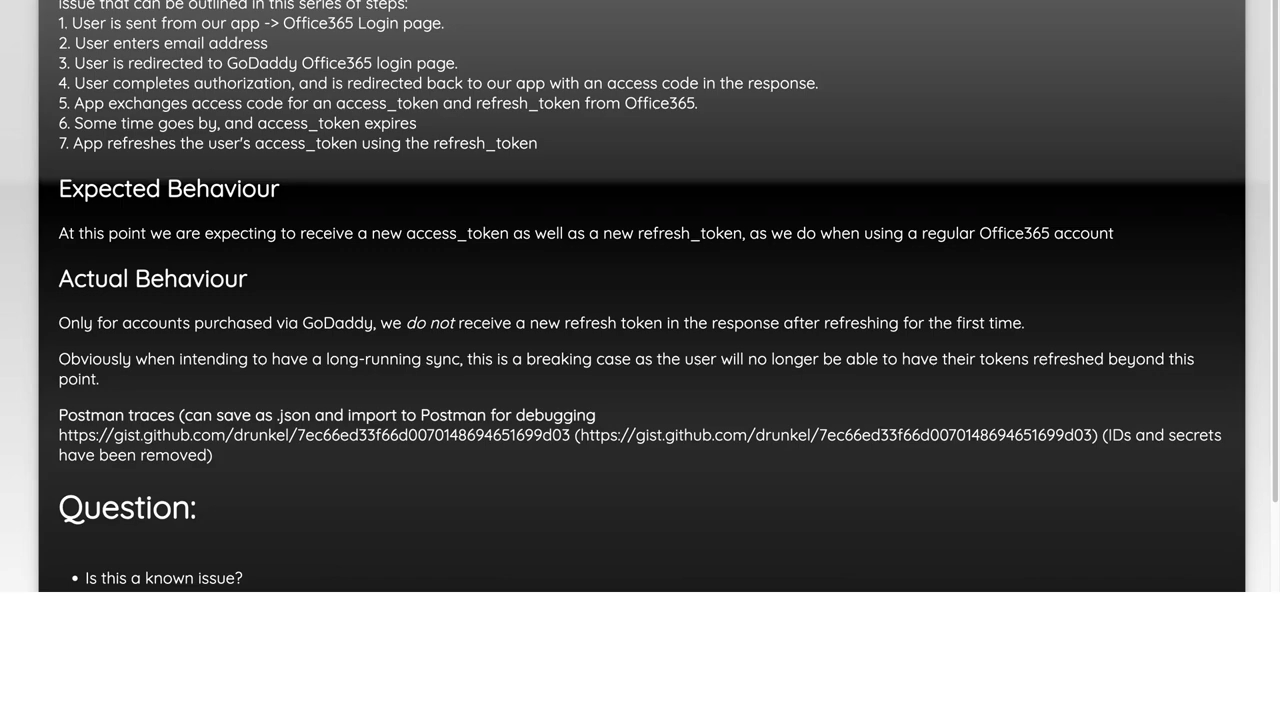 Issue that can be outlined in this series of steps:
1. User is sent from our app -> Office365 Login page.
2. User enters email address
3. User is redirected to GoDaddy Office365 login page.
4. User completes authorization, and is redirected back to our app with an access code in the response.
5. App exchanges access code for an access_token and refresh_token from Office365.
6. Some time goes by, and access_token expires
7. App refreshes the user's access_token using the refresh_token
Expected Behaviour
At this point we are expecting to receive a new access_token as well as a new refresh_token, as we do when using a regular Office365 account
Actual Behaviour
Only for accounts purchased via GoDaddy, we do not receive a new refresh token in the response after refreshing for the first time.
Obviously when intending to have a long-running sync, this is a breaking case as the user will no longer be able to have their tokens refreshed beyond this
point.
Postman traces (can save as .json and import to Postman for debugging
https://gist.github.com/drunkel/7ec66ed33f66d0070148694651699d03 (https://gist.github.com/drunkel/7ec66ed33f66d0070148694651699d03) (IDs and secrets
have been removed)
Question:
• Is this a known issue?